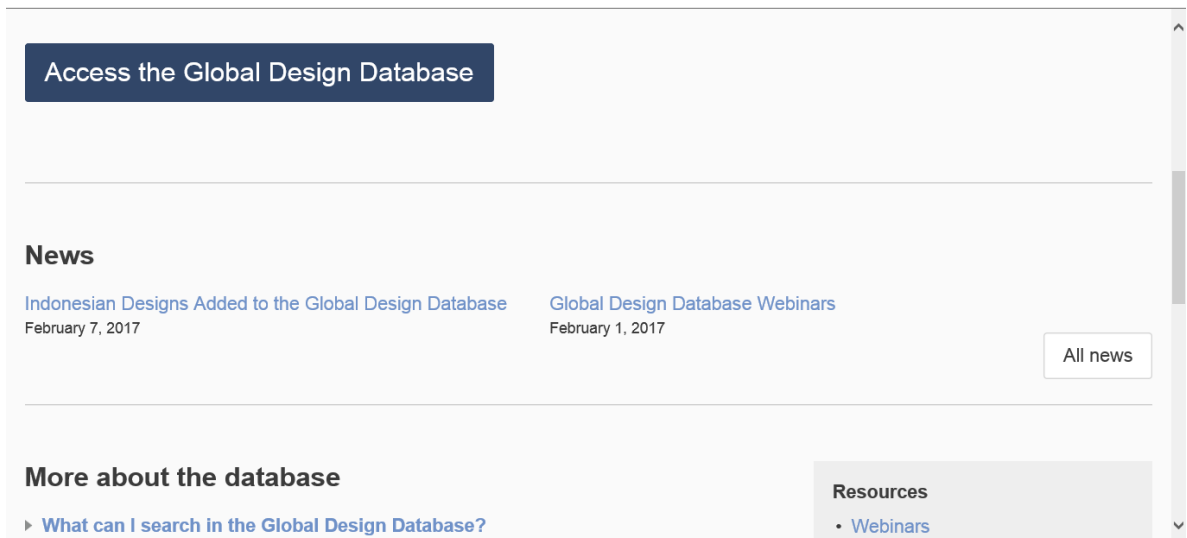 Access the Global Design Database
News
Indonesian Designs Added to the Global Design Database
February 7, 2017
Global Design Database Webinars
February 1, 2017
All news
More about the database
What can I search in the Global Design Database?
Resources
• Webinars